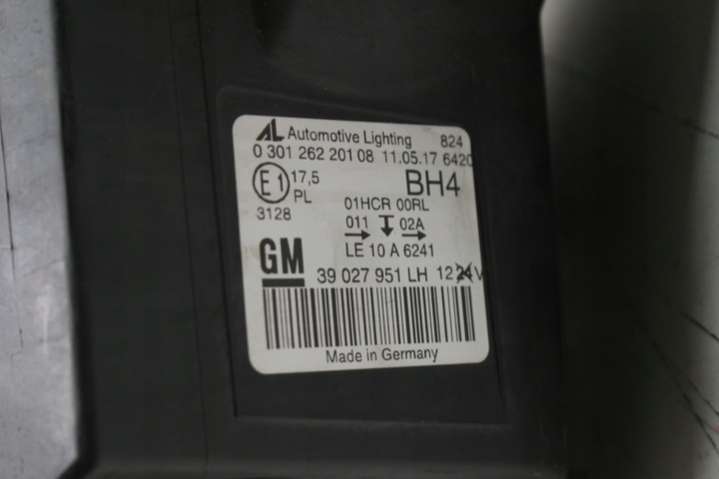 AL Automotive Lighting 824
0 301 262 201 08 11.05.17 6420
E1 17,5 BH4
PL
3128
01HCR 00RL
011 02A
LE 10 A 6241
GM
39 027 951 LH 12 24 V
Made in Germany